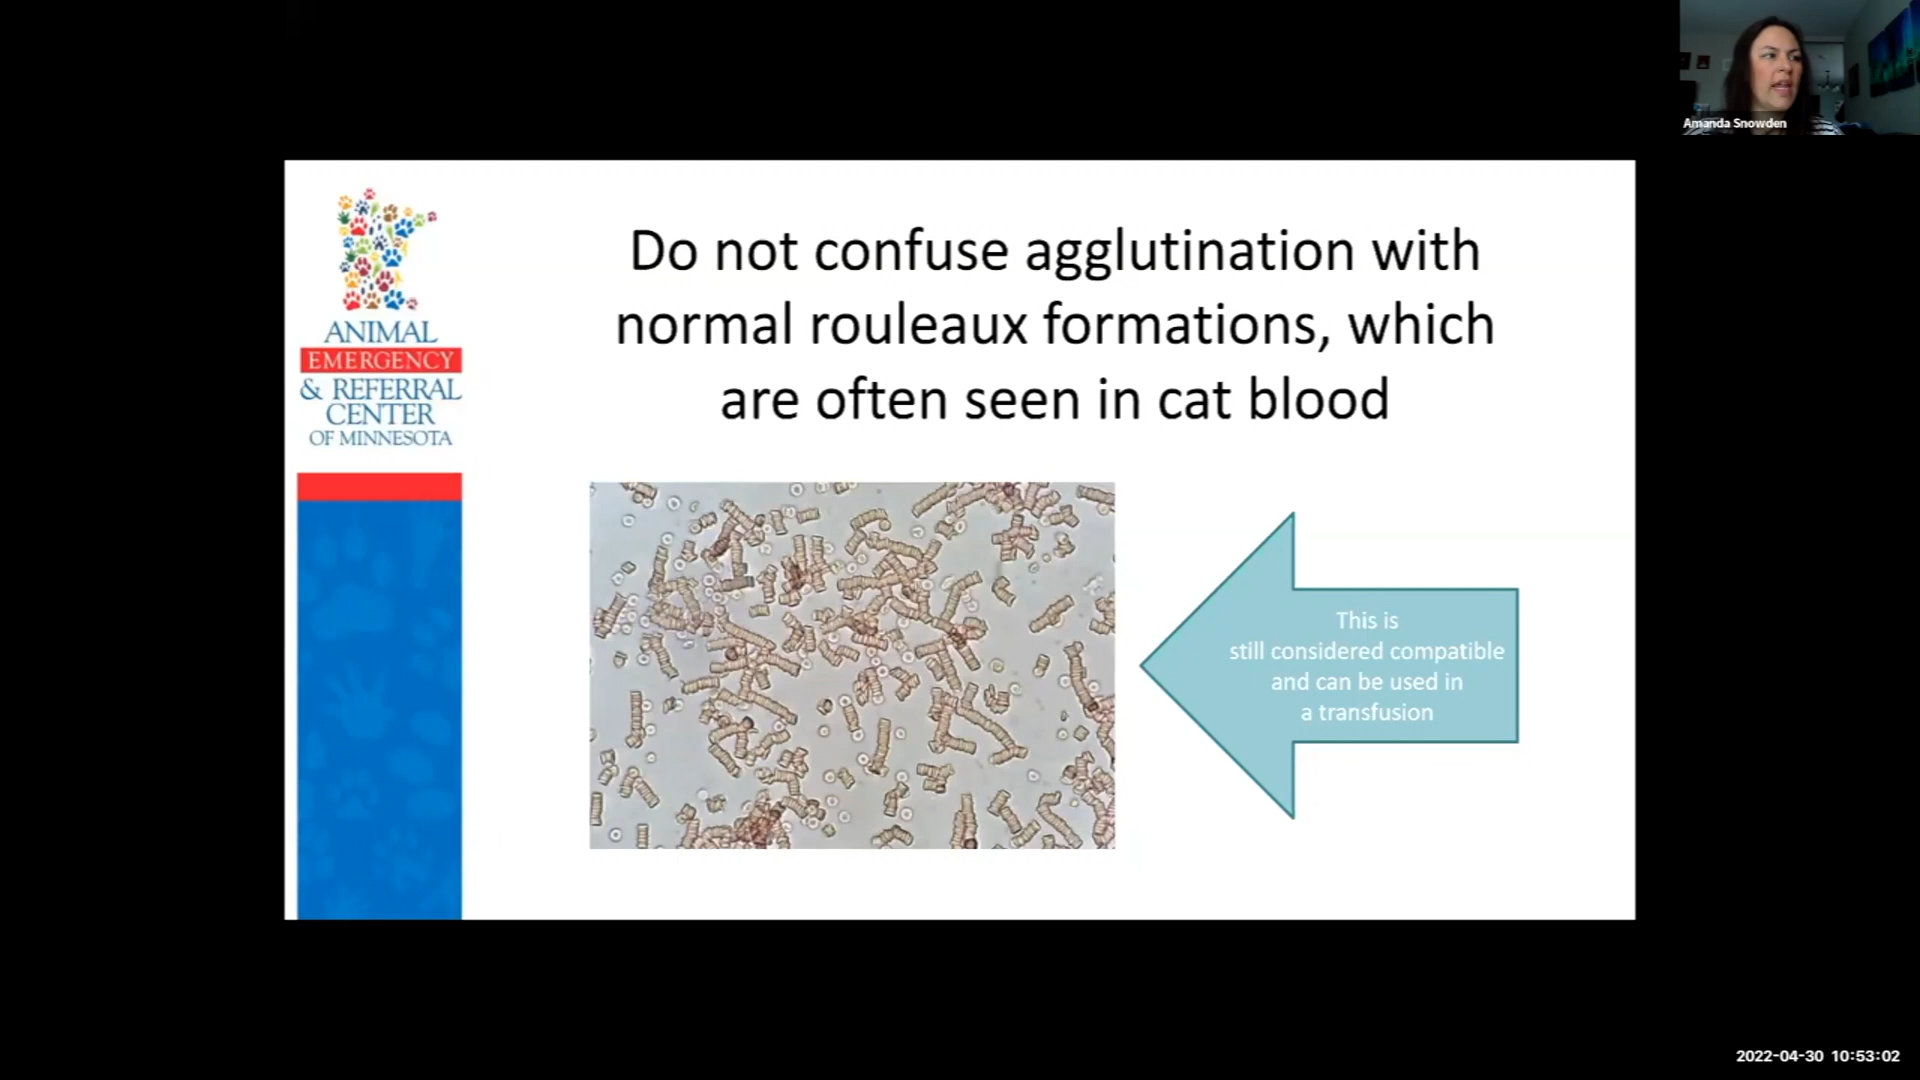 Amanda Snowden
Do not confuse agglutination with
normal rouleaux formations, which
are often seen in cat blood
ANIMAL
EMERGENCY
& REFERRAL
CENTER
OF MINNESOTA
This is
still considered compatible
and can be used in
a transfusion
2022-04-30 10:53:02